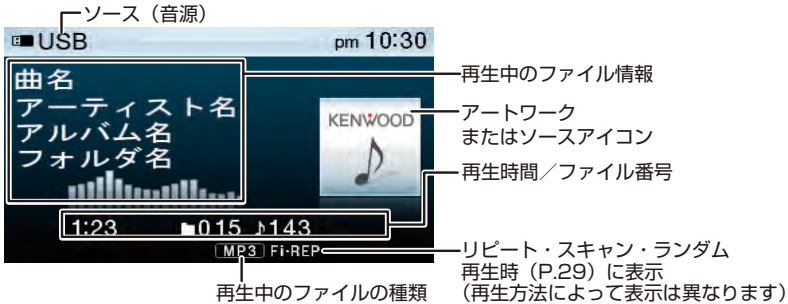 ソース（音源）
USB
pm 10:30
曲名
アーティスト名
アルバム名
フォルダ名
KENWOOD
1:23 015 ♪143
MP3 Fi-REP
再生中のファイル情報
アートワーク
またはソースアイコン
再生時間／ファイル番号
リピート・スキャン・ランダム
再生時（P.29）に表示
（再生方法によって表示は異なります）
再生中のファイルの種類